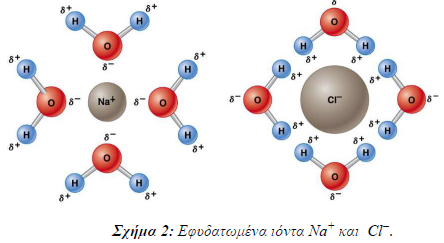 δ+ δ+ δ
H H O
O H H
δ− δ+ δ+
δ+ δ+
H H H H
δ− δ− δ+ δ+
O Na+ O δ− O Cl− O δ−
δ− δ+ δ+
H H H H
δ+ δ− δ+ δ+ δ+
O H H
H H O
δ+ δ+ δ−
Σχήμα 2: Εφυδατωμένα ιόντα Na+ και Cl−.